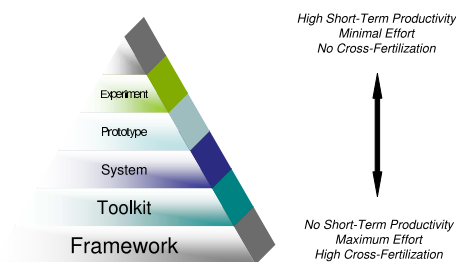 High Short-Term Productivity
Minimal Effort
No Cross-Fertilization
Experiment
Prototype
System
Toolkit
Framework
No Short-Term Productivity
Maximum Effort
High Cross-Fertilization